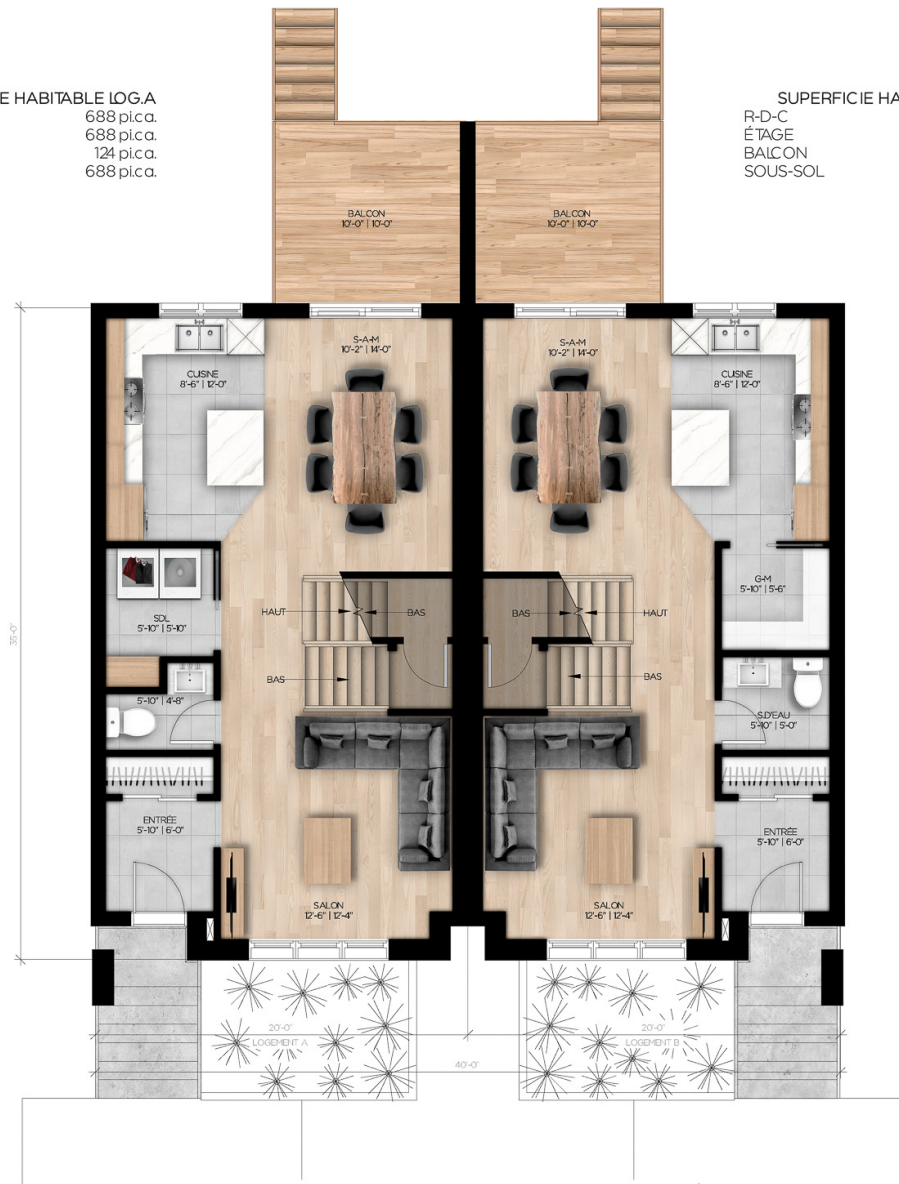 E HABITABLE LOG.A
688 pi.ca.
688 pi.ca.
124 pi.ca.
688 pi.ca.
SUPERFICIE HA
R-D-C
ÉTAGE
BALCON
SOUS-SOL
BALCON
10'-0" | 10'-0"
BALCON
10'-0" | 10'-0"
S-A-M
10'-2" | 14'-0"
S-A-M
10'-2" | 14'-0"
CUISINE
8'-6" | 12'-0"
CUISINE
8'-6" | 12'-0"
G-M
5'-10" | 5'-6"
SDL
5'-10" | 5'-10"
HAUT
BAS
BAS
HAUT
35'-0"
BAS
BAS
5'-10" | 4'-8"
S.D'EAU
5'-10" | 5'-0"
ENTRÉE
5'-10" | 6'-0"
ENTRÉE
5'-10" | 6'-0"
SALON
12'-6" | 12'-4"
SALON
12'-6" | 12'-4"
20'-0"
LOGEMENT A
20'-0"
LOGEMENT B
40'-0"